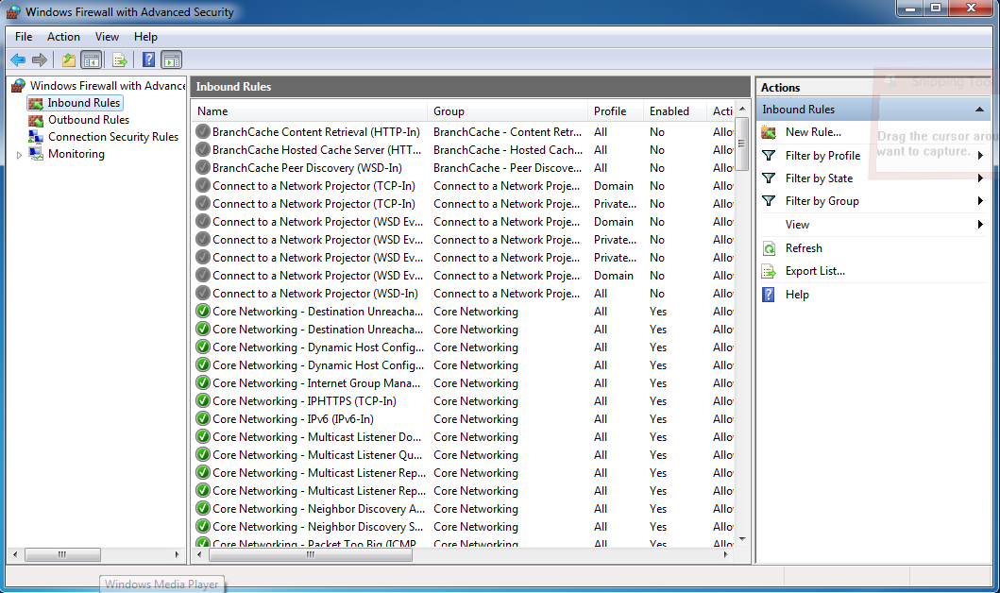 Windows Firewall with Advanced Security
File Action View Help
Windows Firewall with Advance
Inbound Rules
Outbound Rules
Connection Security Rules
Monitoring
Inbound Rules
Name Group Profile Enabled Acti
BranchCache Content Retrieval (HTTP-In) BranchCache - Content Retr... All No Allo
BranchCache Hosted Cache Server (HTT... BranchCache - Hosted Cach... All No Allo
BranchCache Peer Discovery (WSD-In) BranchCache - Peer Discove... All No Allo
Connect to a Network Projector (TCP-In) Connect to a Network Proje... Domain No Allo
Connect to a Network Projector (TCP-In) Connect to a Network Proje... Private... No Allo
Connect to a Network Projector (WSD Ev... Connect to a Network Proje... Domain No Allo
Connect to a Network Projector (WSD Ev... Connect to a Network Proje... Private... No Allo
Connect to a Network Projector (WSD Ev... Connect to a Network Proje... Private... No Allo
Connect to a Network Projector (WSD Ev... Connect to a Network Proje... Domain No Allo
Connect to a Network Projector (WSD-In) Connect to a Network Proje... All No Allo
Core Networking - Destination Unreacha... Core Networking All Yes Allo
Core Networking - Destination Unreacha... Core Networking All Yes Allo
Core Networking - Dynamic Host Config... Core Networking All Yes Allo
Core Networking - Dynamic Host Config... Core Networking All Yes Allo
Core Networking - Internet Group Mana... Core Networking All Yes Allo
Core Networking - IPHTTPS (TCP-In) Core Networking All Yes Allo
Core Networking - IPv6 (IPv6-In) Core Networking All Yes Allo
Core Networking - Multicast Listener Do... Core Networking All Yes Allo
Core Networking - Multicast Listener Qu... Core Networking All Yes Allo
Core Networking - Multicast Listener Rep... Core Networking All Yes Allo
Core Networking - Multicast Listener Rep... Core Networking All Yes Allo
Core Networking - Neighbor Discovery A... Core Networking All Yes Allo
Core Networking - Neighbor Discovery S... Core Networking All Yes Allo
Core Networking - Packet Too Big (ICMP Core Networking All Yes Allo
Actions
Inbound Rules
New Rule...
Filter by Profile
Filter by State
Filter by Group
View
Refresh
Export List...
Help
Snipping Too
Drag the cursor arou
want to capture.
Windows Media Player